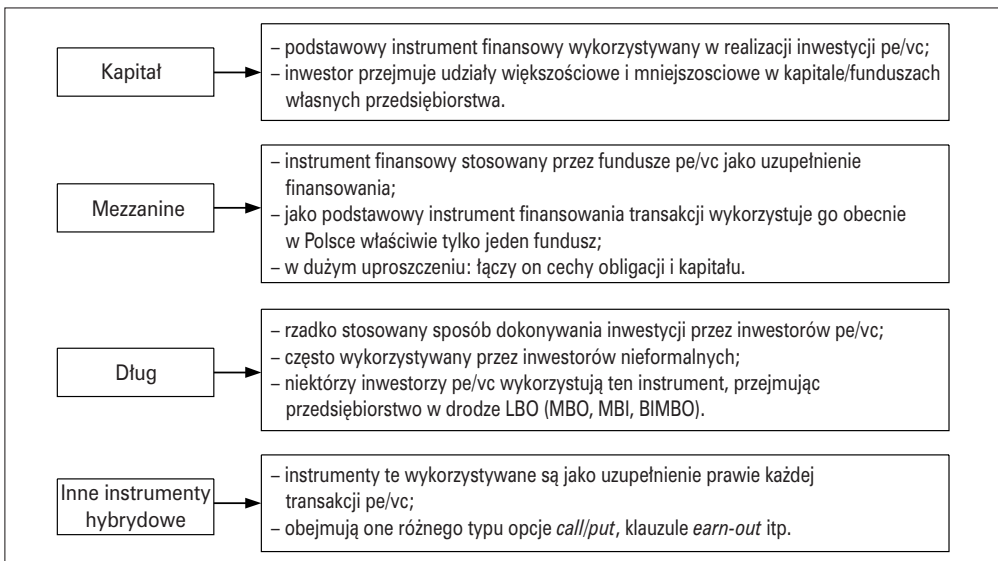 Kapitał
– podstawowy instrument finansowy wykorzystywany w realizacji inwestycji pe/vc;
– inwestor przejmuje udziały większościowe i mniejszosciowe w kapitale/funduszach
własnych przedsiębiorstwa.
Mezzanine
– instrument finansowy stosowany przez fundusze pe/vc jako uzupełnienie
finansowania;
– jako podstawowy instrument finansowania transakcji wykorzystuje go obecnie
w Polsce właściwie tylko jeden fundusz;
– w dużym uproszczeniu: łączy on cechy obligacji i kapitału.
Dług
– rzadko stosowany sposób dokonywania inwestycji przez inwestorów pe/vc;
– często wykorzystywany przez inwestorów nieformalnych;
– niektórzy inwestorzy pe/vc wykorzystują ten instrument, przejmując
przedsiębiorstwo w drodze LBO (MBO, MBI, BIMBO).
Inne instrumenty
hybrydowe
– instrumenty te wykorzystywane są jako uzupełnienie prawie każdej
transakcji pe/vc;
– obejmują one różnego typu opcje call/put, klauzule earn-out itp.